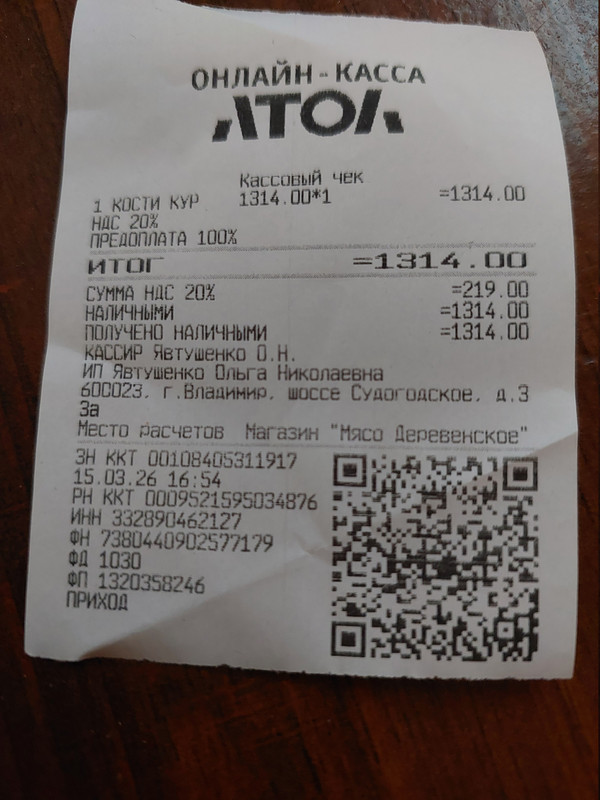 ОНЛАЙН-КАССА
АТОЛ
Кассовый чек
1 КОСТИ КУР 1314.00*1 =1314.00
НДС 20%
ПРЕДОПЛАТА 100%
ИТОГ =1314.00
СУММА НДС 20% =219.00
НАЛИЧНЫМИ =1314.00
ПОЛУЧЕНО НАЛИЧНЫМИ =1314.00
КАССИР Явтушенко О.Н.
ИП Явтушенко Ольга Николаевна
600023, г.Владимир, шоссе Судогодское, д.3
3а
Место расчетов Магазин "Мясо Деревенское"
ЗН ККТ 00108405311917
15.03.26 16:54
РН ККТ 0009521595034876
ИНН 332890462127
ФН 7380440902577179
ФД 1030
ФП 1320358246
ПРИХОД